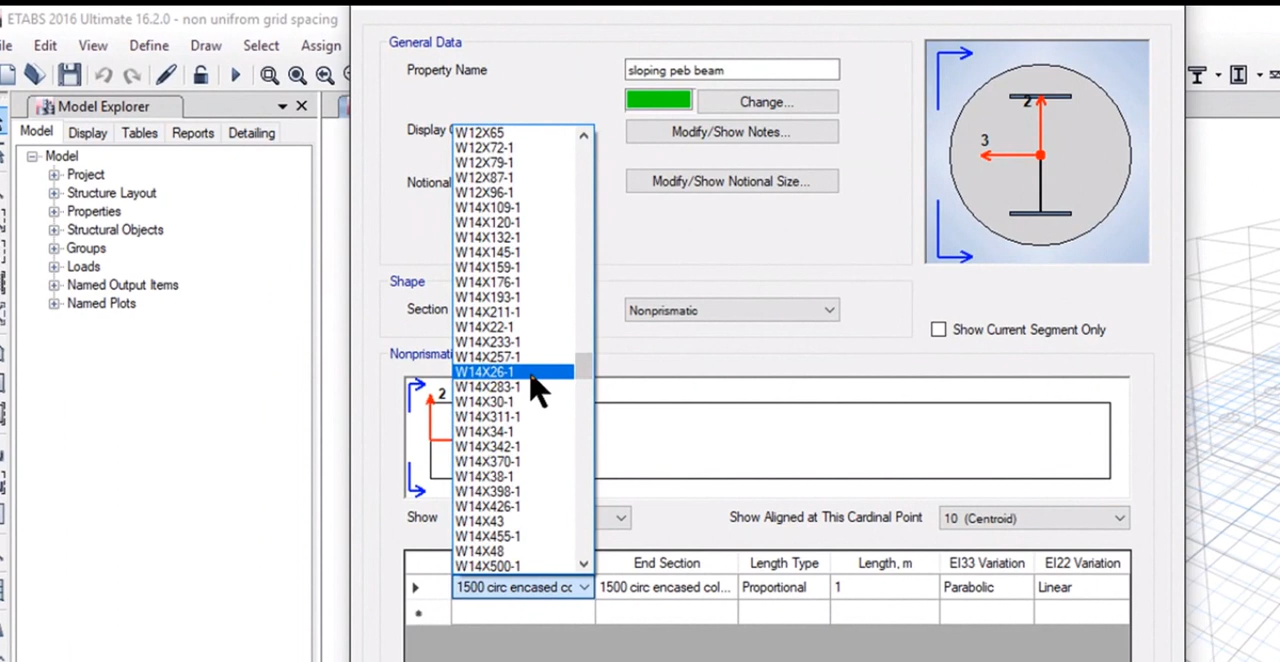 ETABS 2016 Ultimate 16.2.0 - non unifrom grid spacing
Edit View Define Draw Select Assign
Model Explorer
Model Display Tables Reports Detailing
Model
Project
Structure Layout
Properties
Structural Objects
Groups
Loads
Named Output Items
Named Plots
General Data
Property Name
sloping peb beam
Change...
Display
Modify/Show Notes...
Notional
Modify/Show Notional Size...
2
3
Shape
Section
Nonprismatic
Show Current Segment Only
Nonprismati
2
W12X65
W12X72-1
W12X79-1
W12X87-1
W12X96-1
W14X109-1
W14X120-1
W14X132-1
W14X145-1
W14X159-1
W14X176-1
W14X193-1
W14X211-1
W14X22-1
W14X233-1
W14X257-1
W14X26-1
W14X283-1
W14X30-1
W14X311-1
W14X34-1
W14X342-1
W14X370-1
W14X38-1
W14X398-1
W14X426-1
W14X43
W14X455-1
W14X48
W14X500-1
Show
Show Aligned at This Cardinal Point
10 (Centroid)
End Section Length Type Length, m EI33 Variation EI22 Variation
1500 circ encased cc 1500 circ encased col... Proportional 1 Parabolic Linear